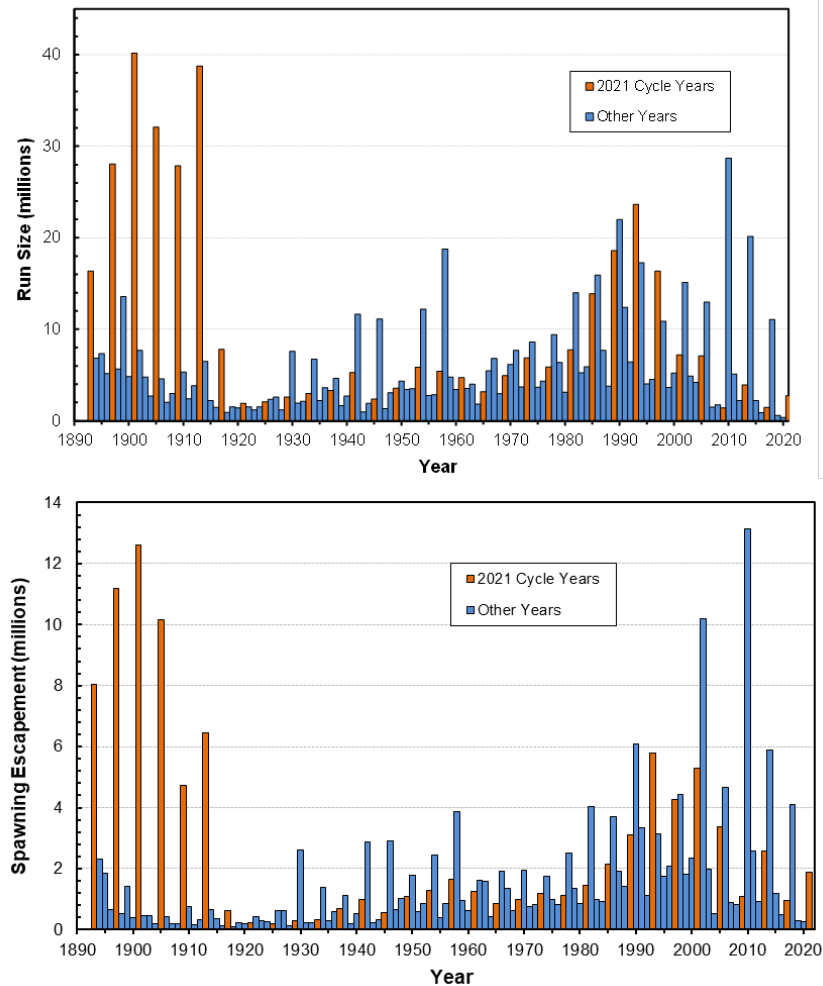 40
30
20
10
0
Run Size (millions)
2021 Cycle Years
Other Years
1890 1900 1910 1920 1930 1940 1950 1960 1970 1980 1990 2000 2010 2020
Year
14
12
10
8
6
4
2
0
Spawning Escapement (millions)
2021 Cycle Years
Other Years
1890 1900 1910 1920 1930 1940 1950 1960 1970 1980 1990 2000 2010 2020
Year